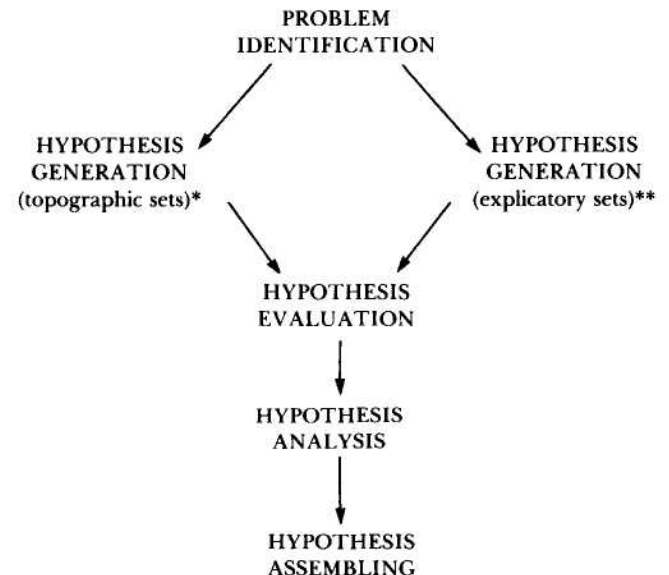 PROBLEM
IDENTIFICATION
HYPOTHESIS
GENERATION
(topographic sets)*
HYPOTHESIS
GENERATION
(explicatory sets)**
HYPOTHESIS
EVALUATION
HYPOTHESIS
ANALYSIS
HYPOTHESIS
ASSEMBLING